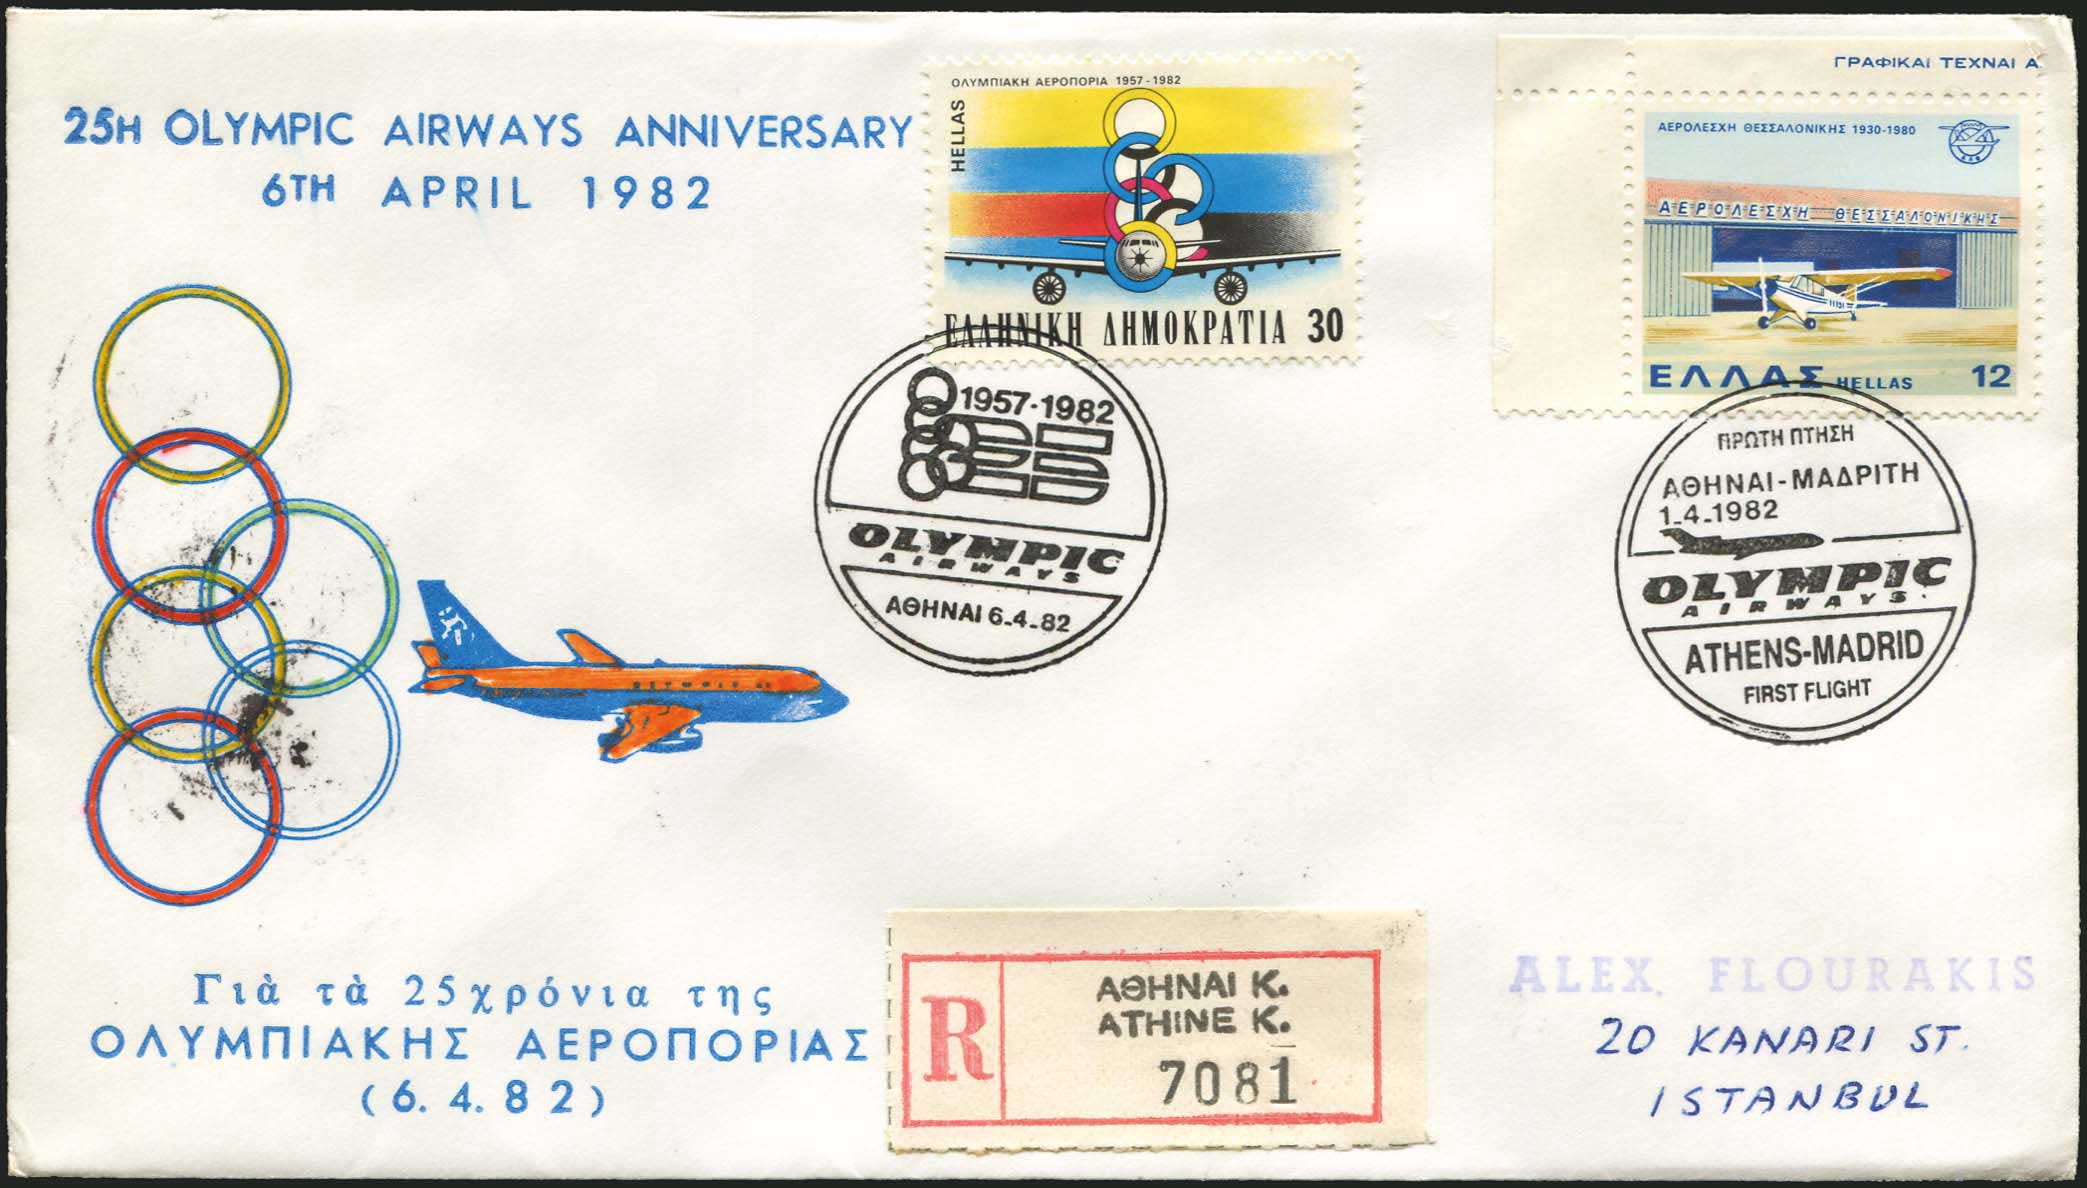 25H OLYMPIC AIRWAYS ANNIVERSARY
6TH APRIL 1982
ΟΛΥΜΠΙΑΚΗ ΑΕΡΟΠΟΡΙΑ 1957-1982
HELLAS
ΕΛΛΗΝΙΚΗ ΔΗΜΟΚΡΑΤΙΑ 30
ΓΡΑΦΙΚΑΙ ΤΕΧΝΑΙ Α
ΑΕΡΟΛΕΣΧΗ ΘΕΣΣΑΛΟΝΙΚΗΣ 1930-1980
ΑΕΡΟΛΕΣΧΗ ΘΕΣΣΑΛΟΝΙΚΗΣ
ΕΛΛΑΣ HELLAS 12
1957-1982
OLYMPIC
AIRWAYS
ΑΘΗΝΑΙ 6-4-82
ΠΡΩΤΗ ΠΤΗΣΗ
ΑΘΗΝΑΙ-ΜΑΔΡΙΤΗ
1-4-1982
OLYMPIC
AIRWAYS
ATHENS-MADRID
FIRST FLIGHT
Γιὰ τὰ 25 χρόνια της
ΟΛΥΜΠΙΑΚΗΣ ΑΕΡΟΠΟΡΙΑΣ
(6. 4. 82)
R
ΑΘΗΝΑΙ Κ.
ATHINE K.
7081
ALEX. FLOURAKIS
20 KANARI ST.
ISTANBUL